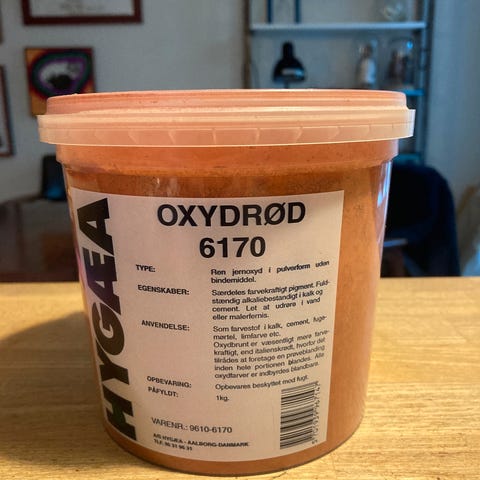 HYGÆA
OXYDRØD
6170
TYPE: Ren jernoxyd i pulverform uden
bindemiddel.
EGENSKABER: Særdeles farvekraftigt pigment. Fuld-
stændig alkaliebestandigt i kalk og
cement. Let at udrøre i vand
eller malerfernis.
ANVENDELSE: Som farvestof i kalk, cement, fuge-
mørtel, limfarve etc.
Oxydbrunt er væsentligt mere farve-
kraftigt, end italienskrødt, hvorfor det
tilrådes at foretage en prøveblanding
inden hele portionen blandes. Alle
oxydfarver er indbyrdes blandbare.
OPBEVARING: Opbevares beskyttet mod fugt.
PÅFYLDT: 1kg.
VARENR.: 9610-6170
A/S HYGÆA - AALBORG-DANMARK